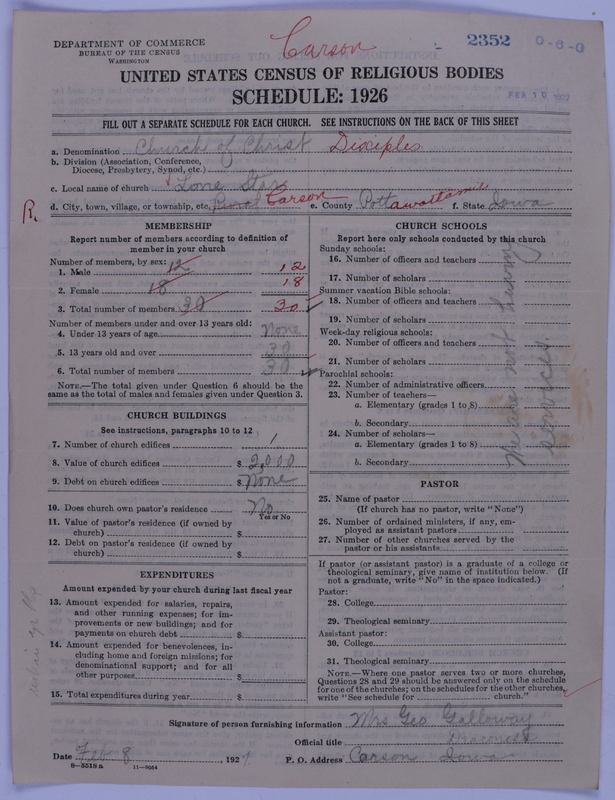 DEPARTMENT OF COMMERCE
BUREAU OF THE CENSUS
WASHINGTON
Carson
2352
0-6-0
UNITED STATES CENSUS OF RELIGIOUS BODIES
SCHEDULE: 1926
FEB 10
FILL OUT A SEPARATE SCHEDULE FOR EACH CHURCH. SEE INSTRUCTIONS ON THE BACK OF THIS SHEET
a. Denomination Church of Christ Disciples
b. Division (Association, Conference,
Diocese, Presbytery, Synod, etc.)
c. Local name of church Lone Star
R. d. City, town, village, or township, etc. Rural Carson e. County Pottawattamie f. State Iowa
MEMBERSHIP
Report number of members according to definition of
member in your church
Number of members, by sex:
1. Male 12 12
2. Female 18 18
3. Total number of members 30 30
Number of members under and over 13 years old:
4. Under 13 years of age None
5. 13 years old and over 30
6. Total number of members 30
NOTE.—The total given under Question 6 should be the
same as the total of males and females given under Question 3.
CHURCH BUILDINGS
See instructions, paragraphs 10 to 12
7. Number of church edifices 1
8. Value of church edifices $ 2,000
9. Debt on church edifices $ None
10. Does church own pastor's residence No
Yes or No
11. Value of pastor's residence (if owned by
church) $
12. Debt on pastor's residence (if owned by
church) $
EXPENDITURES
Amount expended by your church during last fiscal year
13. Amount expended for salaries, repairs,
and other running expenses; for im-
provements or new buildings; and for
payments on church debt $
14. Amount expended for benevolences, in-
cluding home and foreign missions; for
denominational support; and for all
other purposes $
15. Total expenditures during year $
CHURCH SCHOOLS
Report here only schools conducted by this church
Sunday schools:
16. Number of officers and teachers
17. Number of scholars
Summer vacation Bible schools:
18. Number of officers and teachers
19. Number of scholars
Week-day religious schools:
20. Number of officers and teachers
21. Number of scholars
Parochial schools:
22. Number of administrative officers
23. Number of teachers—
a. Elementary (grades 1 to 8)
b. Secondary
24. Number of scholars—
a. Elementary (grades 1 to 8)
b. Secondary
We are not having
services
PASTOR
25. Name of pastor
(If church has no pastor, write "None")
26. Number of ordained ministers, if any, em-
ployed as assistant pastors
27. Number of other churches served by the
pastor or his assistants
If pastor (or assistant pastor) is a graduate of a college or
theological seminary, give name of institution below. (If
not a graduate, write "No" in the space indicated.)
Pastor:
28. College
29. Theological seminary
Assistant pastor:
30. College
31. Theological seminary
NOTE.—Where one pastor serves two or more churches,
Questions 28 and 29 should be answered only on the schedule
for one of the churches; on the schedules for the other churches,
write "See schedule for church."
Signature of person furnishing information Mrs Geo Galloway
Official title Deaconess
Date Feb 8, 1927 P. O. Address Carson Iowa
8—5518 a 11—9084